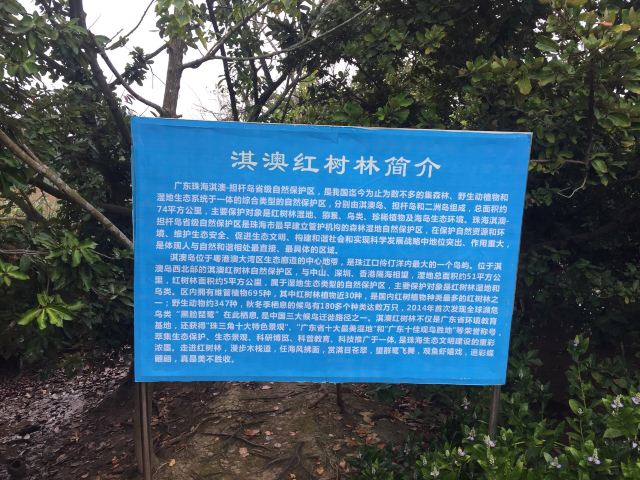 淇澳红树林简介
广东珠海淇澳-担杆岛省级自然保护区，是我国迄今为止为数不多的集森林、野生动植物和
湿地生态系统于一体的综合类型的自然保护区，分别由淇澳岛、担杆岛和二洲岛组成，总面积约
74平方公里，主要保护对象是红树林湿地、猕猴、鸟类、珍稀植物及海岛生态环境。珠海淇澳-
担杆岛省级自然保护区是珠海市最早建立管护机构的森林湿地自然保护区，在保护自然资源和环
境、维护生态安全、促进生态文明、构建和谐社会和实现科学发展战略中地位突出、作用重大，
是体现人与自然和谐相处最直接、最具体的区域。
淇澳岛位于粤港澳大湾区生态廊道的中心地带，是珠江口伶仃洋内最大的一个岛屿。位于淇
澳岛西北部的淇澳红树林自然保护区，与中山、深圳、香港隔海相望，湿地总面积约51平方公
里，红树林面积约5平方公里，属于湿地生态类型的自然保护区，主要保护对象是红树林湿地和
鸟类。区内拥有维管植物695种，其中红树林植物近30种，是国内红树植物种类最多的红树林之
一；野生动物约347种，秋冬季栖息的候鸟有180多个种类达数万只，2014年首次发现全球濒危
鸟类“黑脸琵鹭”在此栖息，是中国三大候鸟迁徙路径之一。淇澳红树林不仅是广东省环境教育
基地，还获得“珠三角十大特色景观”、“广东省十大最美湿地”和“广东十佳观鸟胜地”等荣誉称号，
萃集生态保护、生态景观、科研博览、科普教育、科技推广于一体，是珠海生态文明建设的重彩
浓墨。走进红树林，漫步木栈道，任海风拂面，赏满目苍翠，望群鹭飞舞，观鱼虾嬉戏，追彩蝶
翩翩，真是美不胜收。